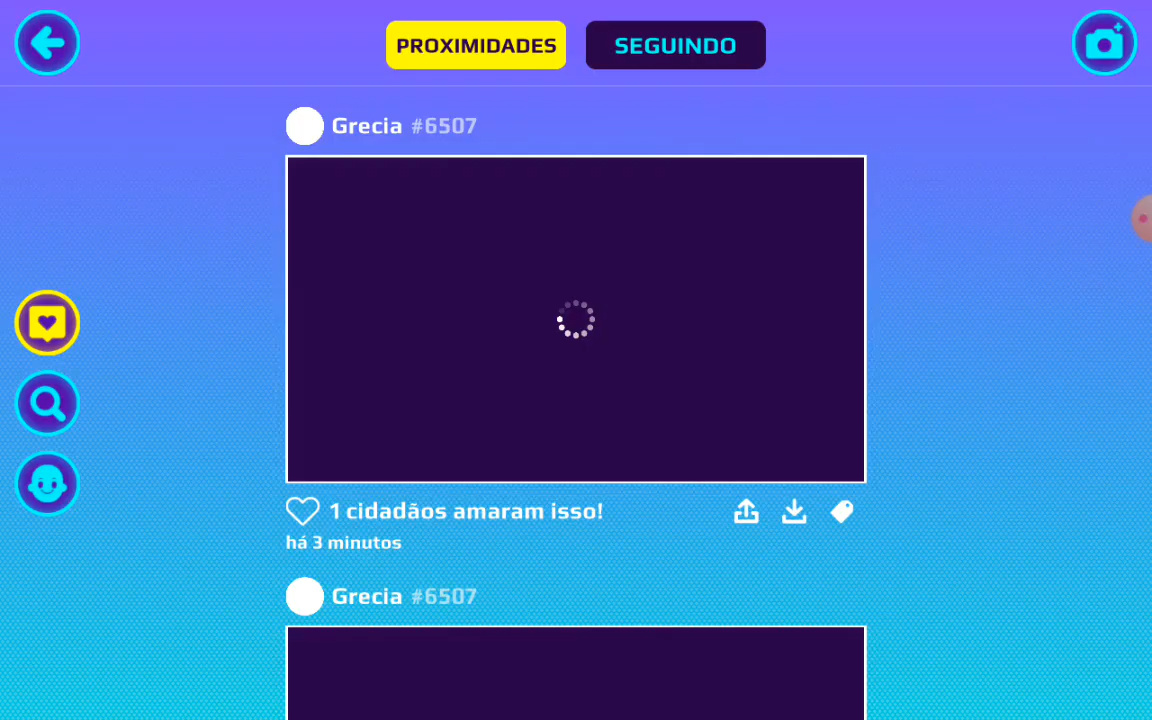 PROXIMIDADES
SEGUINDO
Grecia #6507
1 cidadãos amaram isso!
há 3 minutos
Grecia #6507